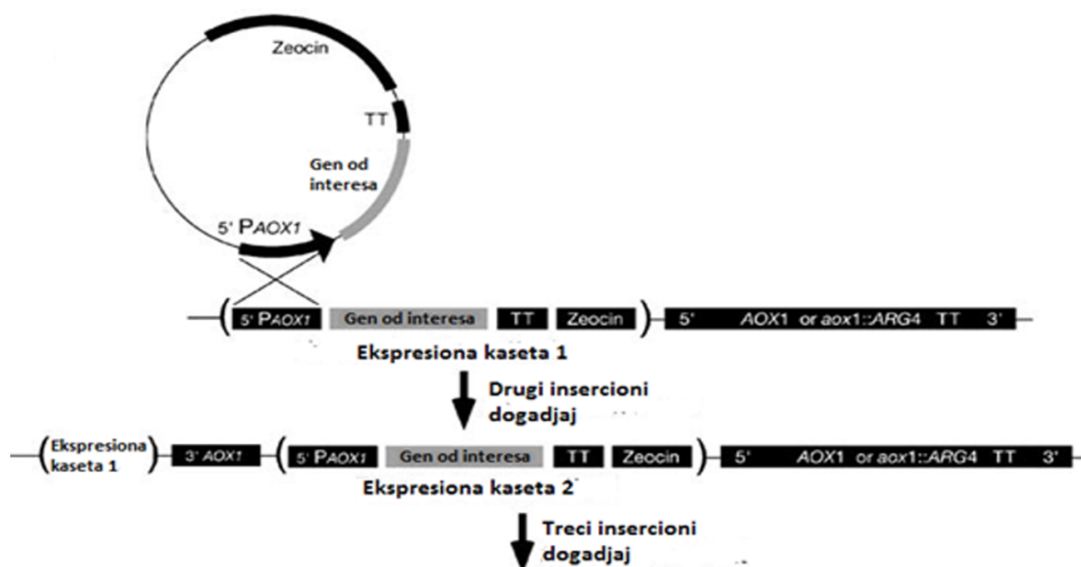 Zeocin
TT
Gen od
interesa
5' PAOX1
( 5' PAOX1 Gen od interesa TT Zeocin ) 5' AOX1 or aox1::ARG4 TT 3'
Ekspresiona kaseta 1
Drugi insercioni
dogadjaj
( Ekspresiona
kaseta 1 ) 3' AOX1 ( 5' PAOX1 Gen od interesa TT Zeocin ) 5' AOX1 or aox1::ARG4 TT 3'
Ekspresiona kaseta 2
Treci insercioni
dogadjaj